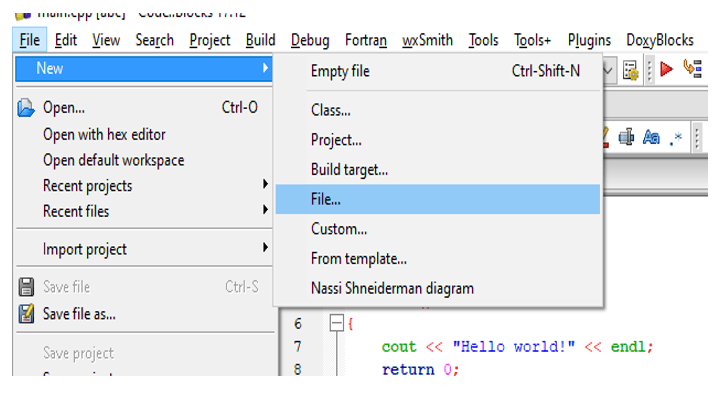 main.cpp [abc] - Code::Blocks 17.12
File Edit View Search Project Build Debug Fortran wxSmith Tools Tools+ Plugins DoxyBlocks
New
Open... Ctrl-O
Open with hex editor
Open default workspace
Recent projects
Recent files
Import project
Save file Ctrl-S
Save file as...
Save project
Empty file Ctrl-Shift-N
Class...
Project...
Build target...
File...
Custom...
From template...
Nassi Shneiderman diagram
6 {
7 cout << "Hello world!" << endl;
8 return 0;